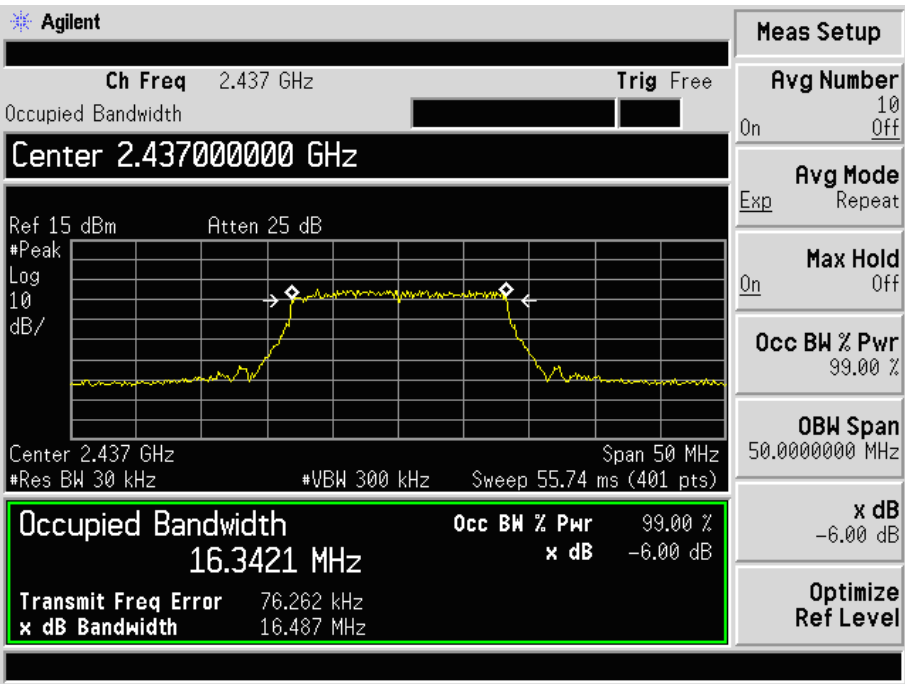 Agilent
Ch Freq 2.437 GHz Trig Free
Occupied Bandwidth
Center 2.437000000 GHz
Ref 15 dBm Atten 25 dB
#Peak
Log
10
dB/
Center 2.437 GHz Span 50 MHz
#Res BW 30 kHz #VBW 300 kHz Sweep 55.74 ms (401 pts)
Occupied Bandwidth
16.3421 MHz
Occ BW % Pwr 99.00 %
x dB -6.00 dB
Transmit Freq Error 76.262 kHz
x dB Bandwidth 16.487 MHz
Meas Setup
Avg Number
10
On Off
Avg Mode
Exp Repeat
Max Hold
On Off
Occ BW % Pwr
99.00 %
OBW Span
50.0000000 MHz
x dB
-6.00 dB
Optimize
Ref Level